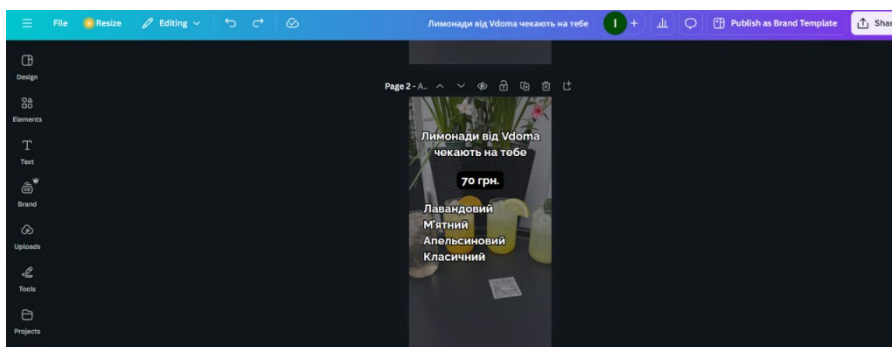 File Resize Editing Лимонади від Vdoma чекають на тебе I + Publish as Brand Template Shar
Design
Elements
Text
Brand
Uploads
Tools
Projects
Page 2 - A..
Лимонади від Vdoma
чекають на тебе
70 грн.
Лавандовий
М'ятний
Апельсиновий
Класичний